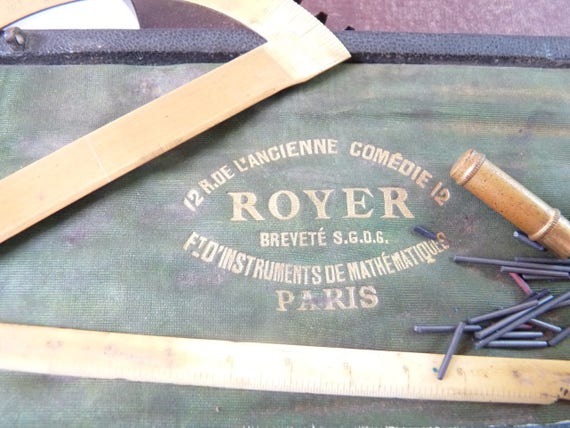 12 R. DE L'ANCIENNE COMÉDIE 12
ROYER
BREVETÉ S.G.D.G.
FT. D'INSTRUMENTS DE MATHÉMATIQUES
PARIS